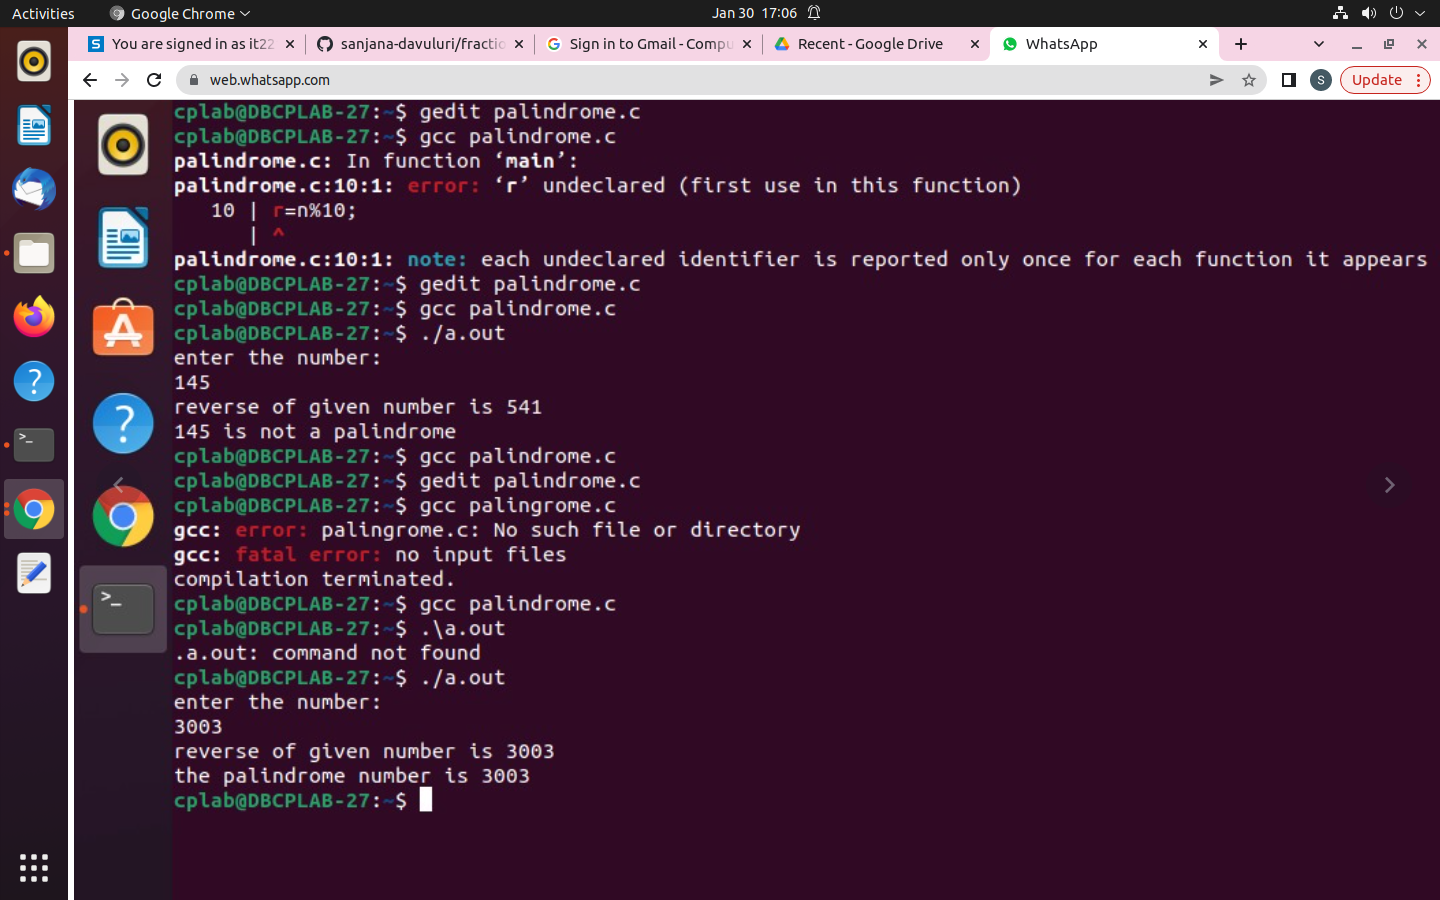 Activities Google Chrome Jan 30 17:06
You are signed in as it22 sanjana-davuluri/fractio Sign in to Gmail - Compu Recent - Google Drive WhatsApp
web.whatsapp.com S Update
cplab@DBCPLAB-27:~$ gedit palindrome.c
cplab@DBCPLAB-27:~$ gcc palindrome.c
palindrome.c: In function ‘main’:
palindrome.c:10:1: error: ‘r’ undeclared (first use in this function)
10 | r=n%10;
| ^
palindrome.c:10:1: note: each undeclared identifier is reported only once for each function it appears
cplab@DBCPLAB-27:~$ gedit palindrome.c
cplab@DBCPLAB-27:~$ gcc palindrome.c
cplab@DBCPLAB-27:~$ ./a.out
enter the number:
145
reverse of given number is 541
145 is not a palindrome
cplab@DBCPLAB-27:~$ gcc palindrome.c
cplab@DBCPLAB-27:~$ gedit palindrome.c
cplab@DBCPLAB-27:~$ gcc palingrome.c
gcc: error: palingrome.c: No such file or directory
gcc: fatal error: no input files
compilation terminated.
cplab@DBCPLAB-27:~$ gcc palindrome.c
cplab@DBCPLAB-27:~$ .\a.out
.a.out: command not found
cplab@DBCPLAB-27:~$ ./a.out
enter the number:
3003
reverse of given number is 3003
the palindrome number is 3003
cplab@DBCPLAB-27:~$